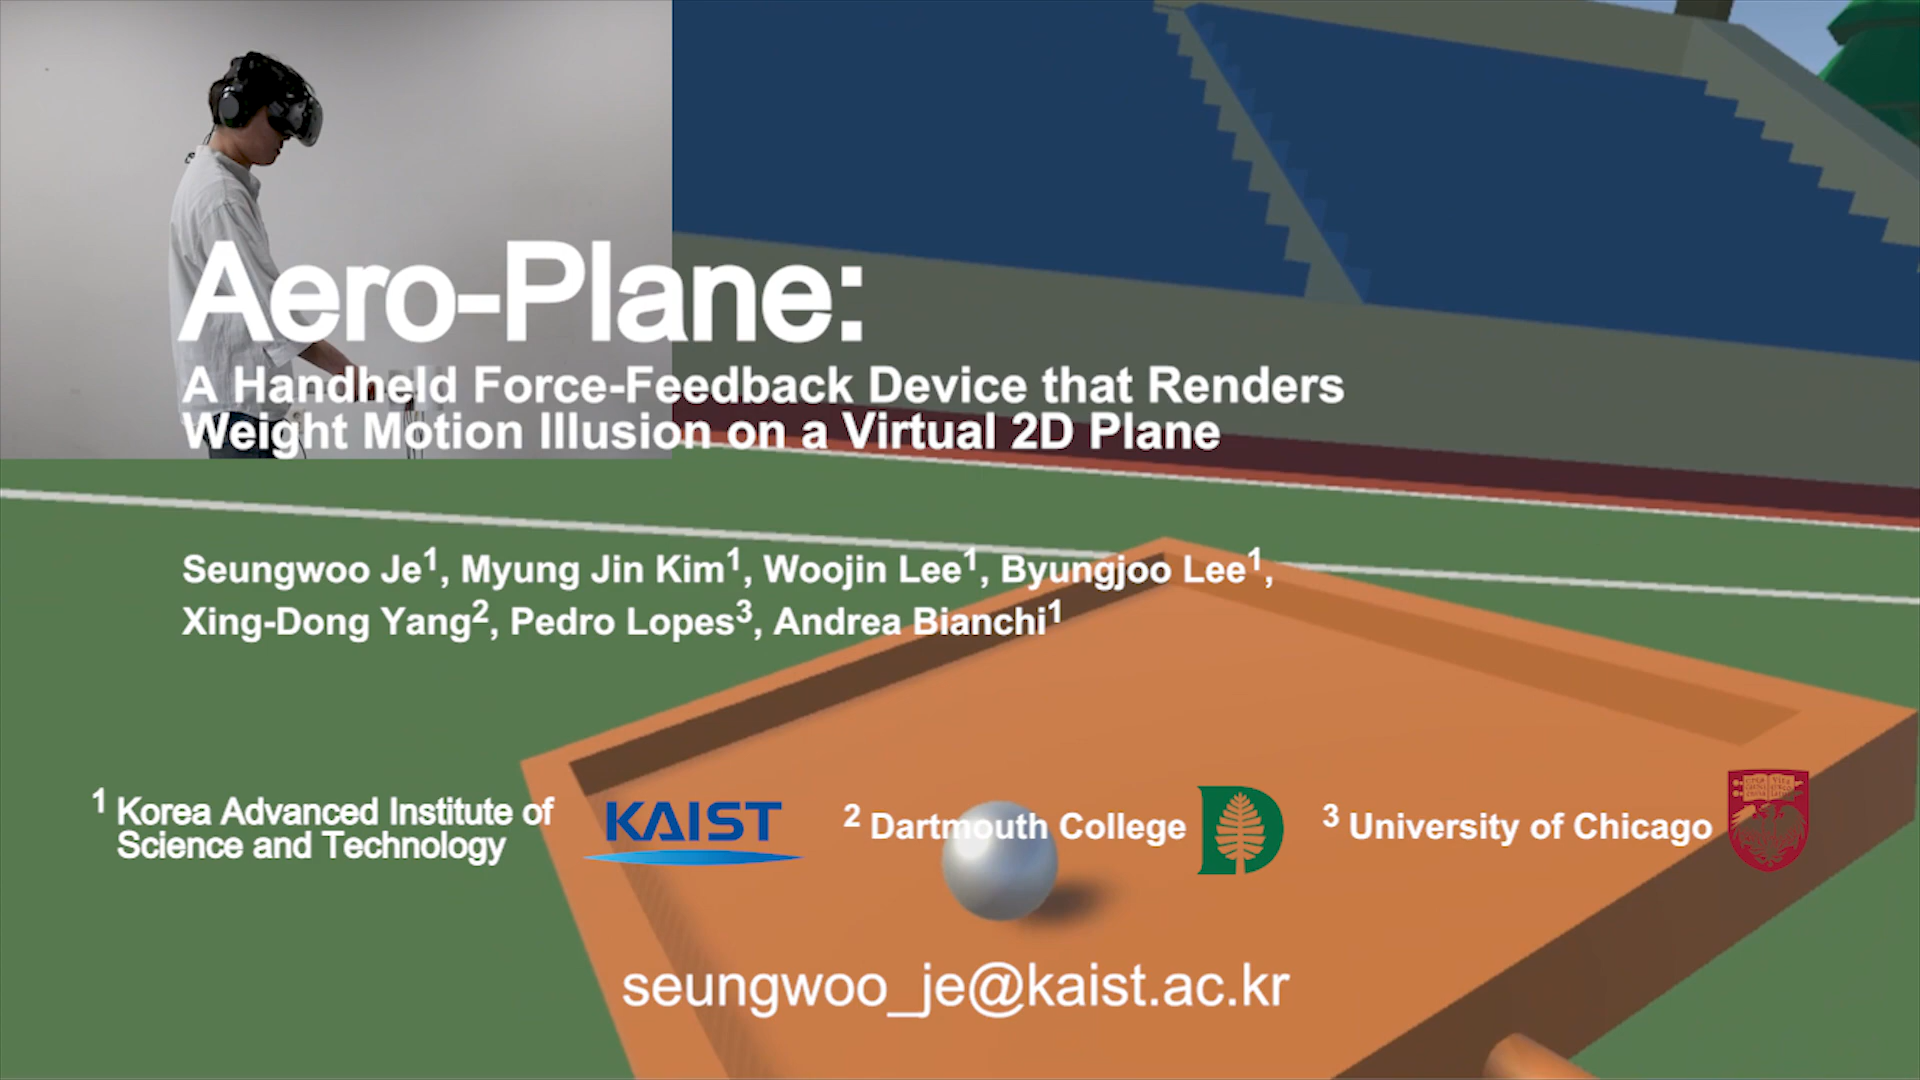 Aero-Plane:
A Handheld Force-Feedback Device that Renders
Weight Motion Illusion on a Virtual 2D Plane
Seungwoo Je1, Myung Jin Kim1, Woojin Lee1, Byungjoo Lee1,
Xing-Dong Yang2, Pedro Lopes3, Andrea Bianchi1
1 Korea Advanced Institute of
Science and Technology
KAIST
2 Dartmouth College
D
3 University of Chicago
seungwoo_je@kaist.ac.kr